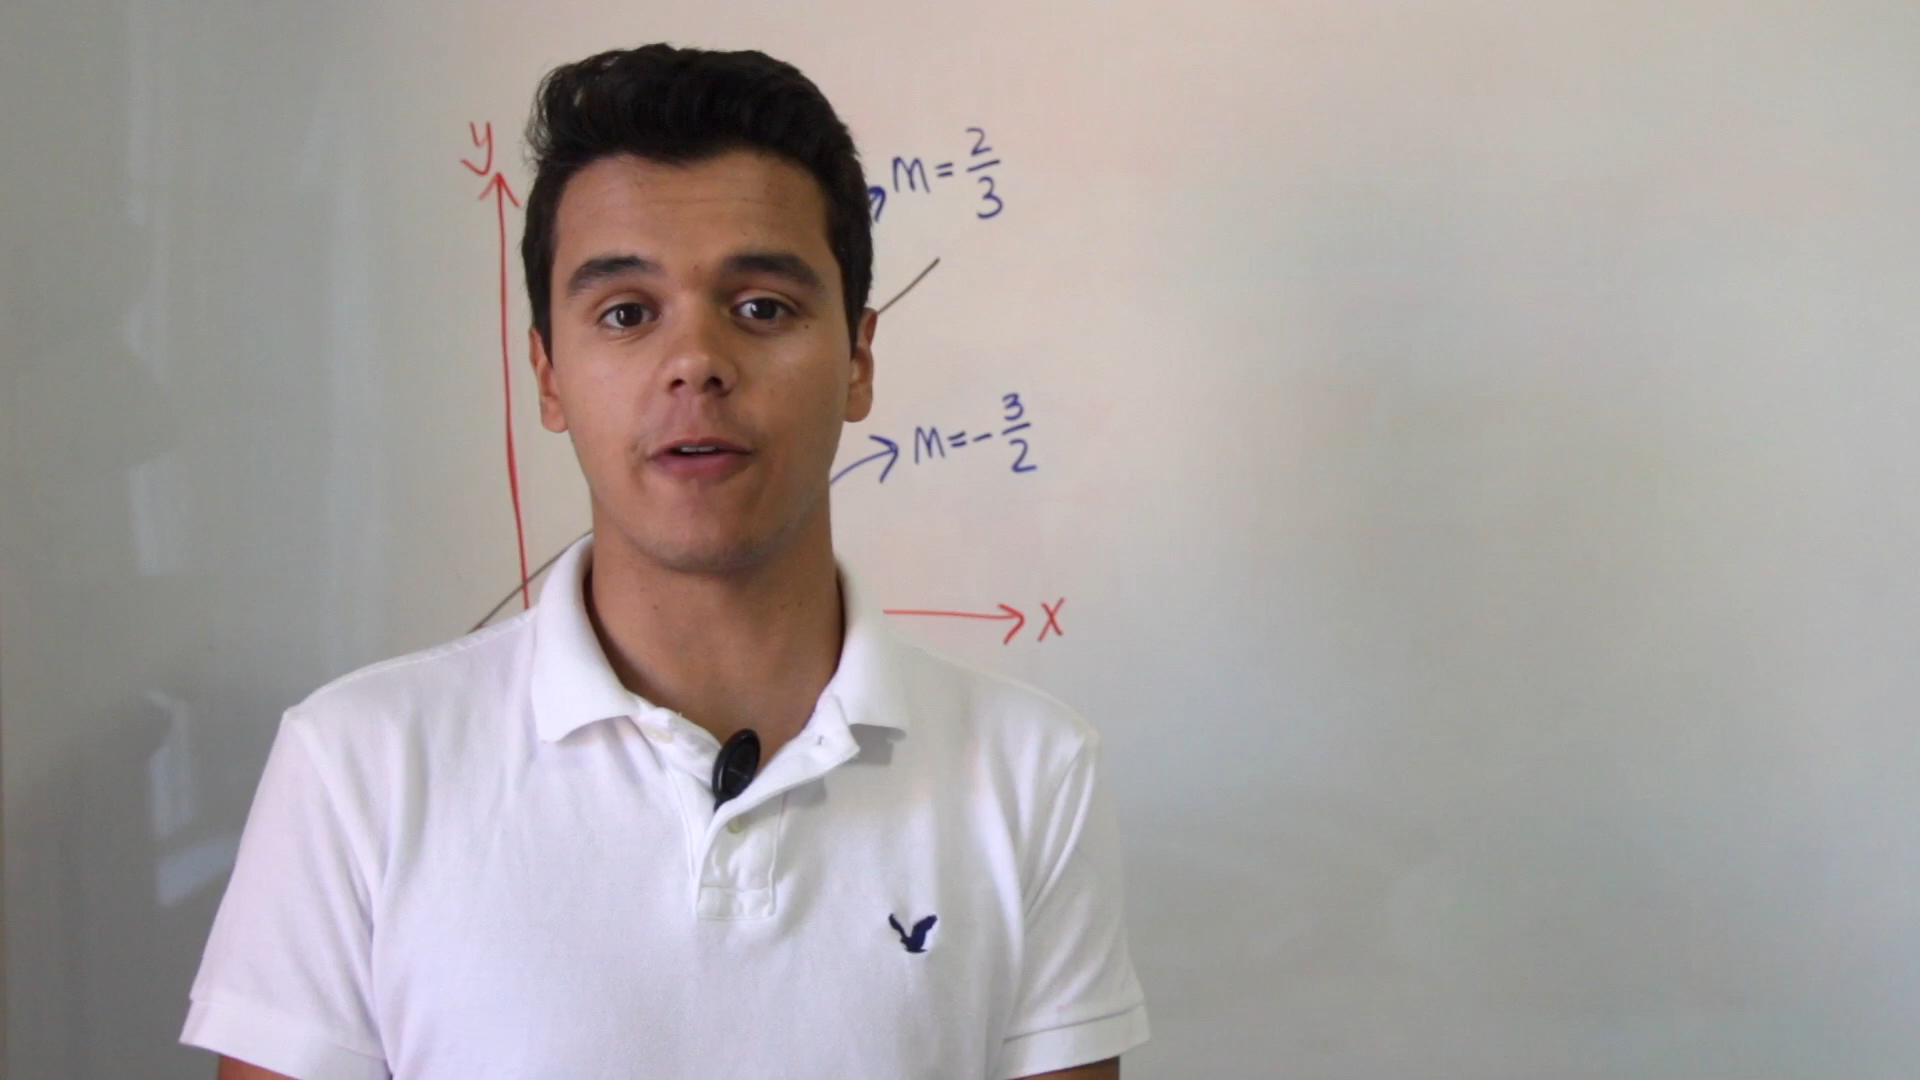 y
M = 2/3
M = - 3/2
X